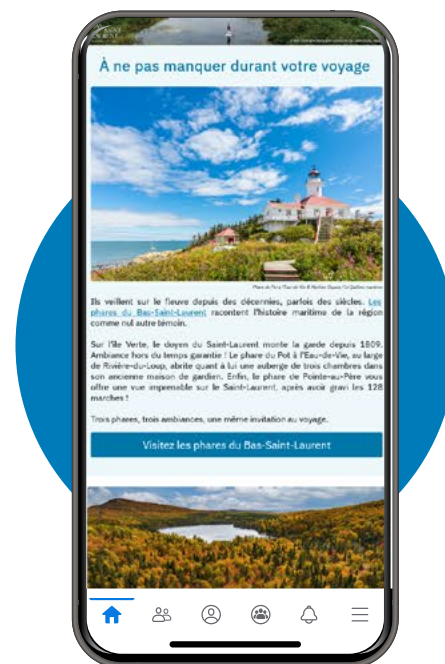 SAINT
À ne pas manquer durant votre voyage
Ils veillent sur le fleuve depuis des décennies, parfois des siècles. Les
phares du Bas-Saint-Laurent racontent l'histoire maritime de la région
comme nul autre témoin.
Sur l'île Verte, le doyen du Saint-Laurent monte la garde depuis 1809.
Ambiance hors du temps garantie ! Le phare du Pot à l'Eau-de-Vie, au large
de Rivière-du-Loup, abrite quant à lui une auberge de trois chambres dans
son ancienne maison de gardien. Enfin, le phare de Pointe-au-Père vous
offre une vue imprenable sur le Saint-Laurent, après avoir gravi les 128
marches !
Trois phares, trois ambiances, une même invitation au voyage.
Visitez les phares du Bas-Saint-Laurent